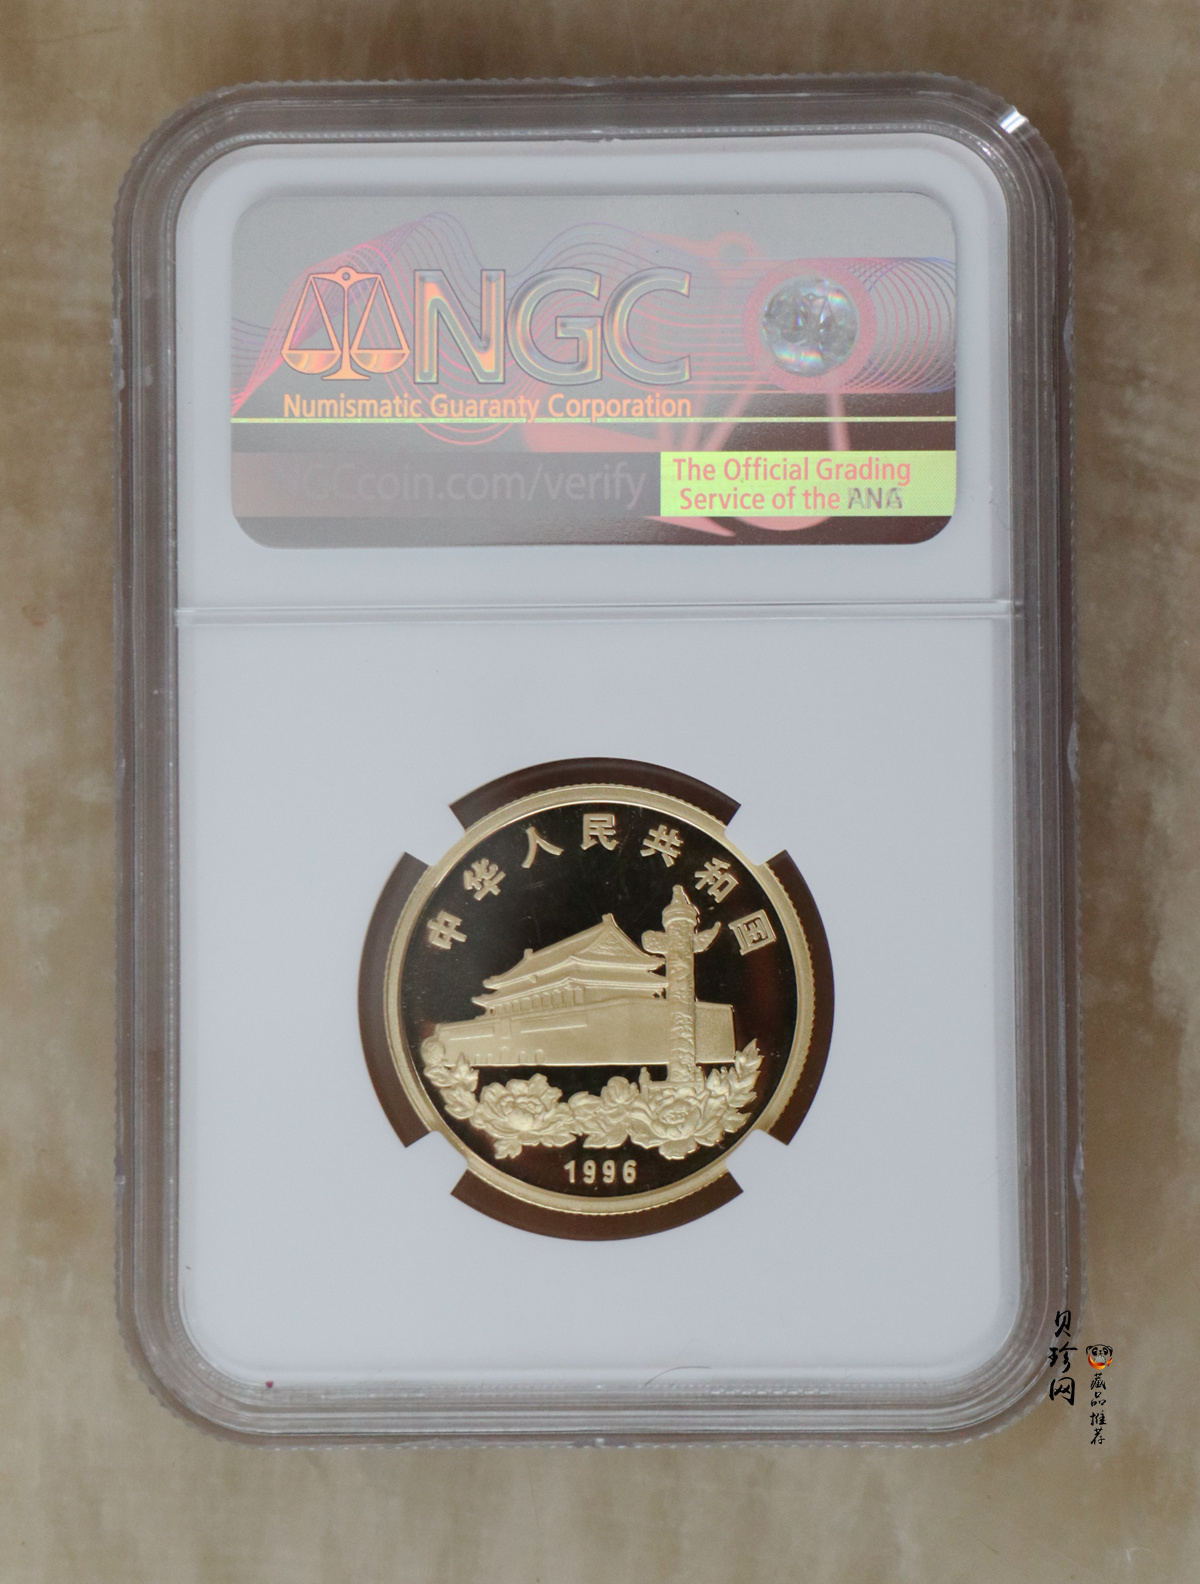 NGC
Numismatic Guaranty Corporation
NGCcoin.com/verify
The Official Grading
Service of the ANA
中华人民共和国
1996
贝珍网
藏品推荐